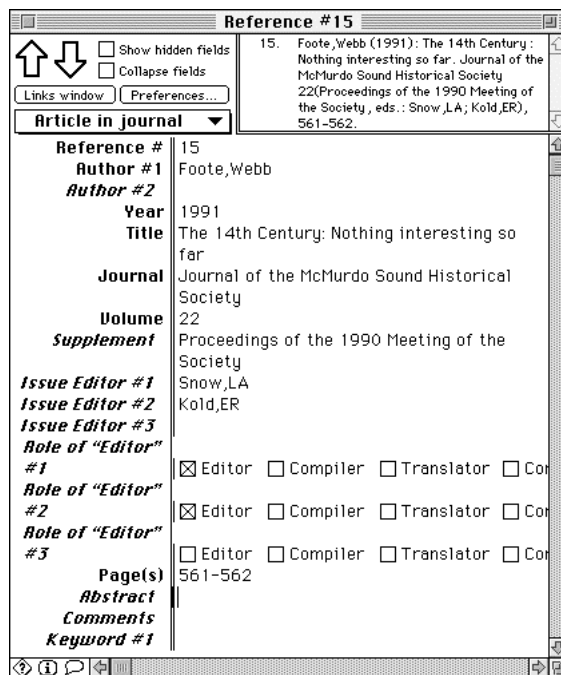 Reference #15
Show hidden fields
Collapse fields
Links window Preferences...
Article in journal
15. Foote,Webb (1991): The 14th Century :
Nothing interesting so far. Journal of the
McMurdo Sound Historical Society
22(Proceedings of the 1990 Meeting of
the Society , eds.: Snow,LA; Kold,ER),
561-562.
Reference # 15
Author #1 Foote,Webb
Author #2
Year 1991
Title The 14th Century: Nothing interesting so
far
Journal Journal of the McMurdo Sound Historical
Society
Volume 22
Supplement Proceedings of the 1990 Meeting of the
Society
Issue Editor #1 Snow,LA
Issue Editor #2 Kold,ER
Issue Editor #3
Role of “Editor”
#1 Editor Compiler Translator
Role of “Editor”
#2 Editor Compiler Translator
Role of “Editor”
#3 Editor Compiler Translator
Page(s) 561-562
Abstract
Comments
Keyword #1